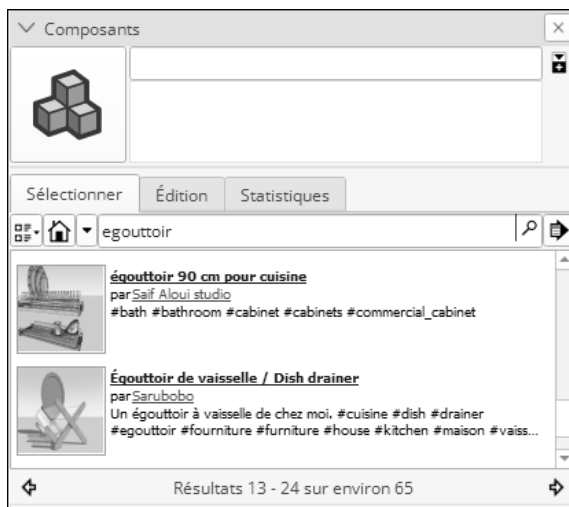 Composants
Sélectionner
Édition
Statistiques
egouttoir
égouttoir 90 cm pour cuisine
par Saif Aloui studio
#bath #bathroom #cabinet #cabinets #commercial_cabinet
Égouttoir de vaisselle / Dish drainer
par Sarubobo
Un égouttoir à vaisselle de chez moi. #cuisine #dish #drainer
#egouttoir #fourniture #furniture #house #kitchen #maison #vaiss...
Résultats 13 - 24 sur environ 65